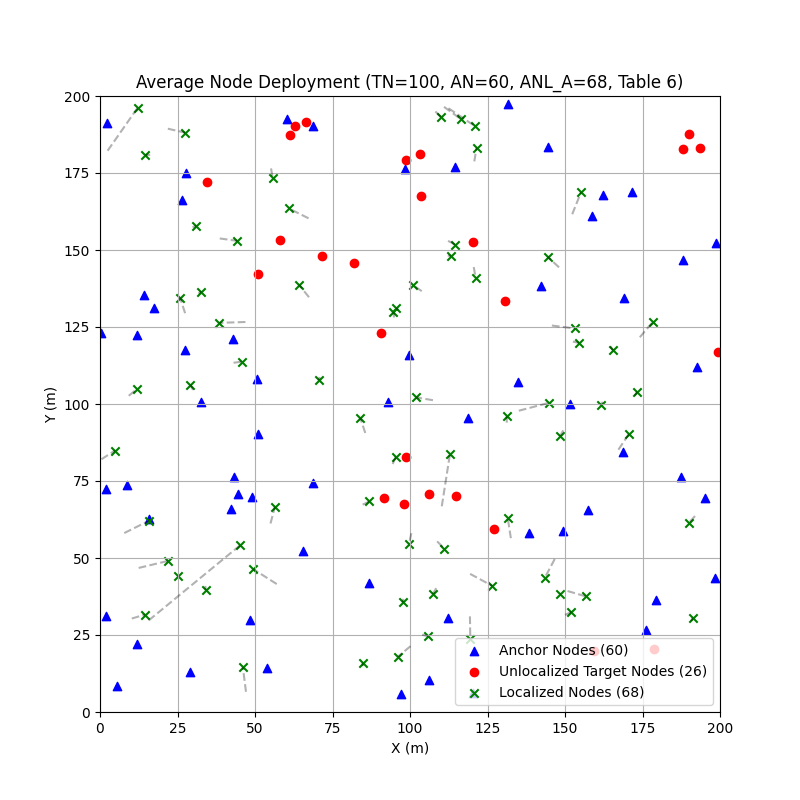 Average Node Deployment (TN=100, AN=60, ANL_A=68, Table 6)
200
175
150
125
100
75
50
25
0
Y (m)
Anchor Nodes (60)
Unlocalized Target Nodes (26)
Localized Nodes (68)
0 25 50 75 100 125 150 175 200
X (m)